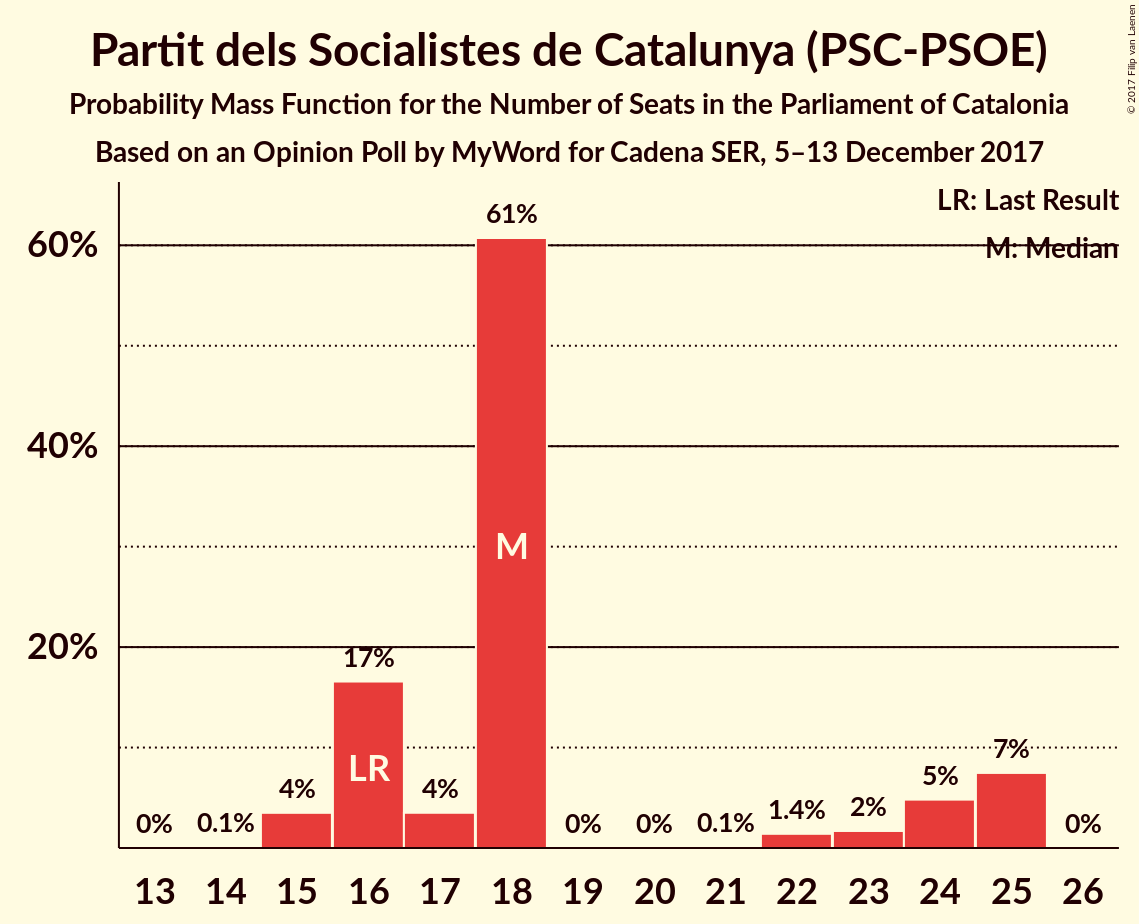 Partit dels Socialistes de Catalunya (PSC-PSOE)
Probability Mass Function for the Number of Seats in the Parliament of Catalonia
Based on an Opinion Poll by MyWord for Cadena SER, 5–13 December 2017
© 2017 Filip van Laenen
LR: Last Result
M: Median
60%
40%
20%
0% 0.1% 4% 17% 4% 61% 0% 0% 0.1% 1.4% 2% 5% 7% 0%
LR M
13 14 15 16 17 18 19 20 21 22 23 24 25 26